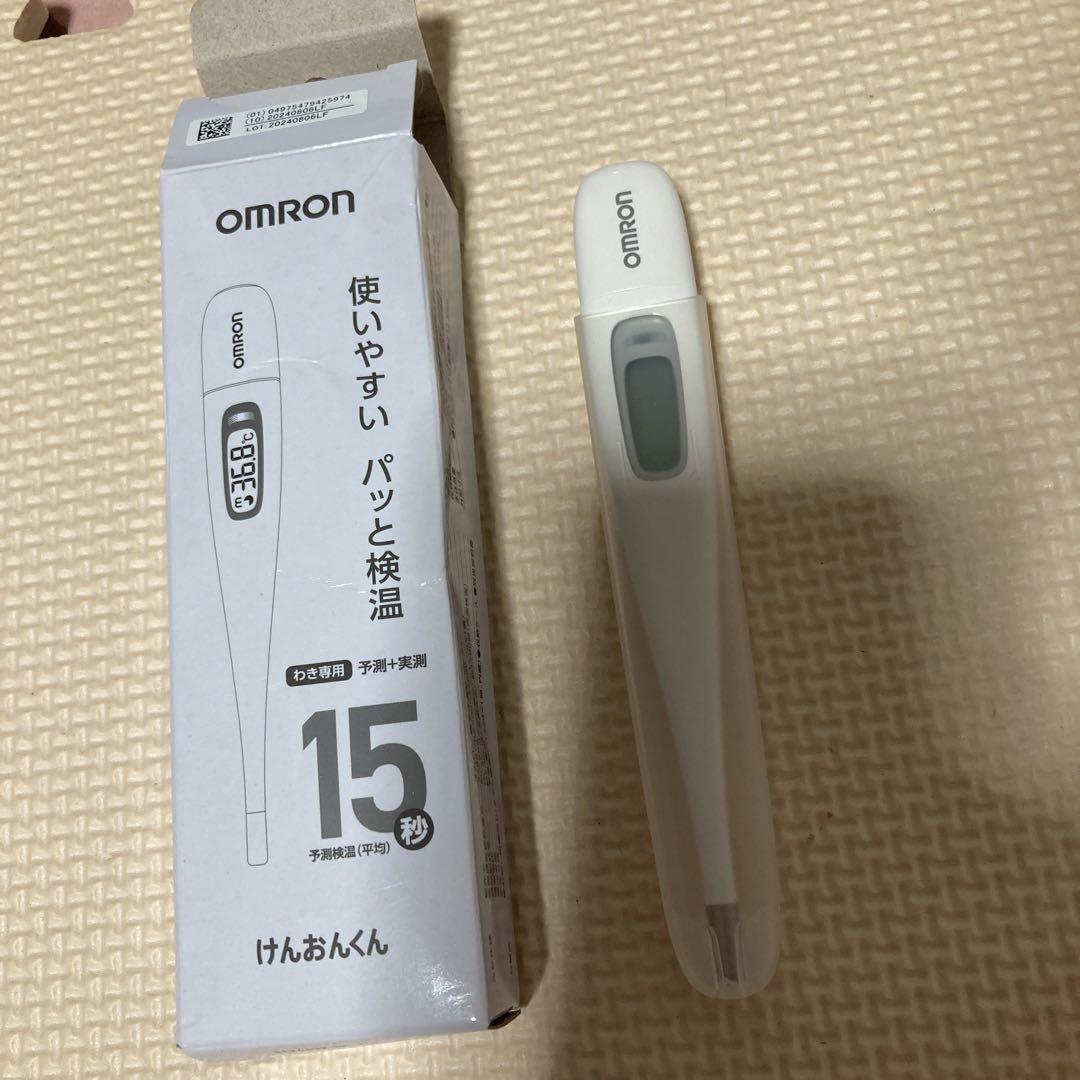 (01) 04975479425974
(10) 20240806LF
LOT: 20240806LF
OMRON
使いやすい パッと検温
OMRON
m 36.8℃
わき専用 予測+実測
15秒
予測検温(平均)
けんおんくん
OMRON